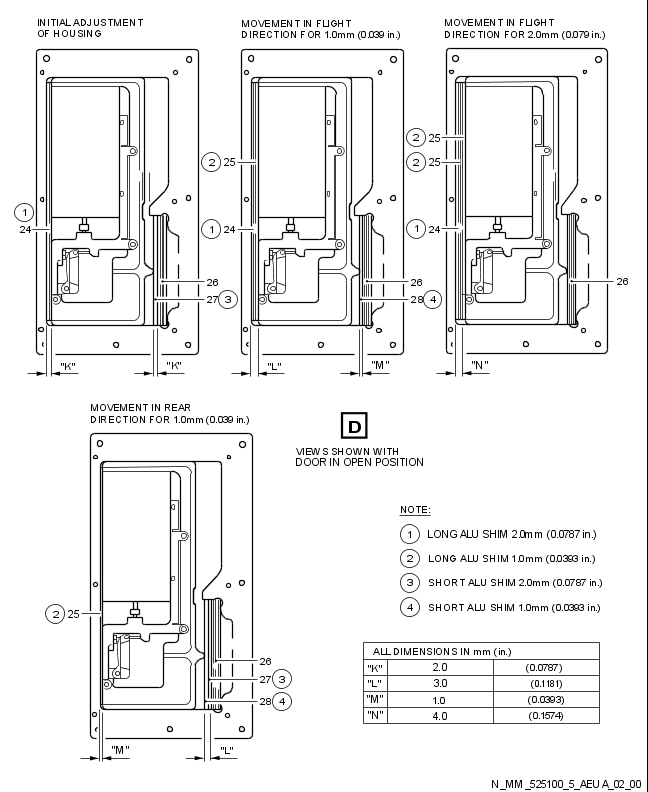 INITIAL ADJUSTMENT
OF HOUSING
MOVEMENT IN FLIGHT
DIRECTION FOR 1.0mm (0.039 in.)
MOVEMENT IN FLIGHT
DIRECTION FOR 2.0mm (0.079 in.)
1
24
26
27 3
"K"
"K"
2 25
1 24
26
28 4
"L"
"M"
2 25
2 25
1 24
26
"N"
MOVEMENT IN REAR
DIRECTION FOR 1.0mm (0.039 in.)
D
VIEWS SHOWN WITH
DOOR IN OPEN POSITION
2 25
26
27 3
28 4
"M"
"L"
NOTE:
1 LONG ALU SHIM 2.0mm (0.0787 in.)
2 LONG ALU SHIM 1.0mm (0.0393 in.)
3 SHORT ALU SHIM 2.0mm (0.0787 in.)
4 SHORT ALU SHIM 1.0mm (0.0393 in.)
ALL DIMENSIONS IN mm (in.)
"K" 2.0 (0.0787)
"L" 3.0 (0.1181)
"M" 1.0 (0.0393)
"N" 4.0 (0.1574)
N_MM_525100_5_AEUA_02_00